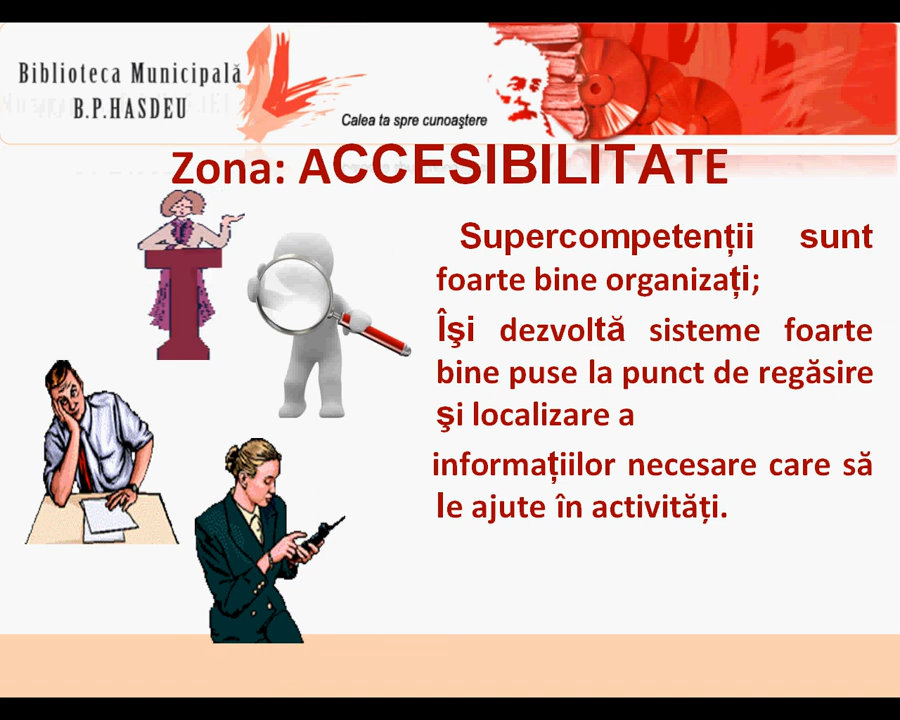 Biblioteca Municipală
B.P.HASDEU
Calea ta spre cunoaştere
Zona: ACCESIBILITATE
Supercompetenții sunt
foarte bine organizați;
Îşi dezvoltă sisteme foarte
bine puse la punct de regăsire
şi localizare a
informațiilor necesare care să
le ajute în activități.